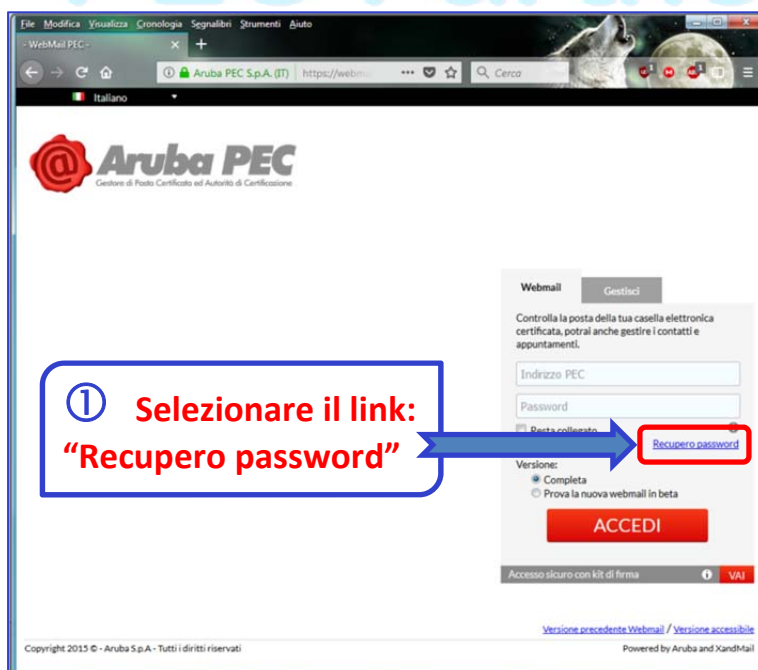 File Modifica Visualizza Cronologia Segnalibri Strumenti Aiuto
- WebMail PEC -
Aruba PEC S.p.A. (IT) https://webm
Cerca
Italiano
Aruba PEC
Gestore di Posta Certificata ed Autorità di Certificazione
Webmail Gestisci
Controlla la posta della tua casella elettronica
certificata, potrai anche gestire i contatti e
appuntamenti.
Indirizzo PEC
Password
Resta collegato
Recupero password
① Selezionare il link:
“Recupero password”
Versione:
Completa
Prova la nuova webmail in beta
ACCEDI
Accesso sicuro con kit di firma VAI
Versione precedente Webmail / Versione accessibile
Copyright 2015 © - Aruba S.p.A - Tutti i diritti riservati
Powered by Aruba and XandMail